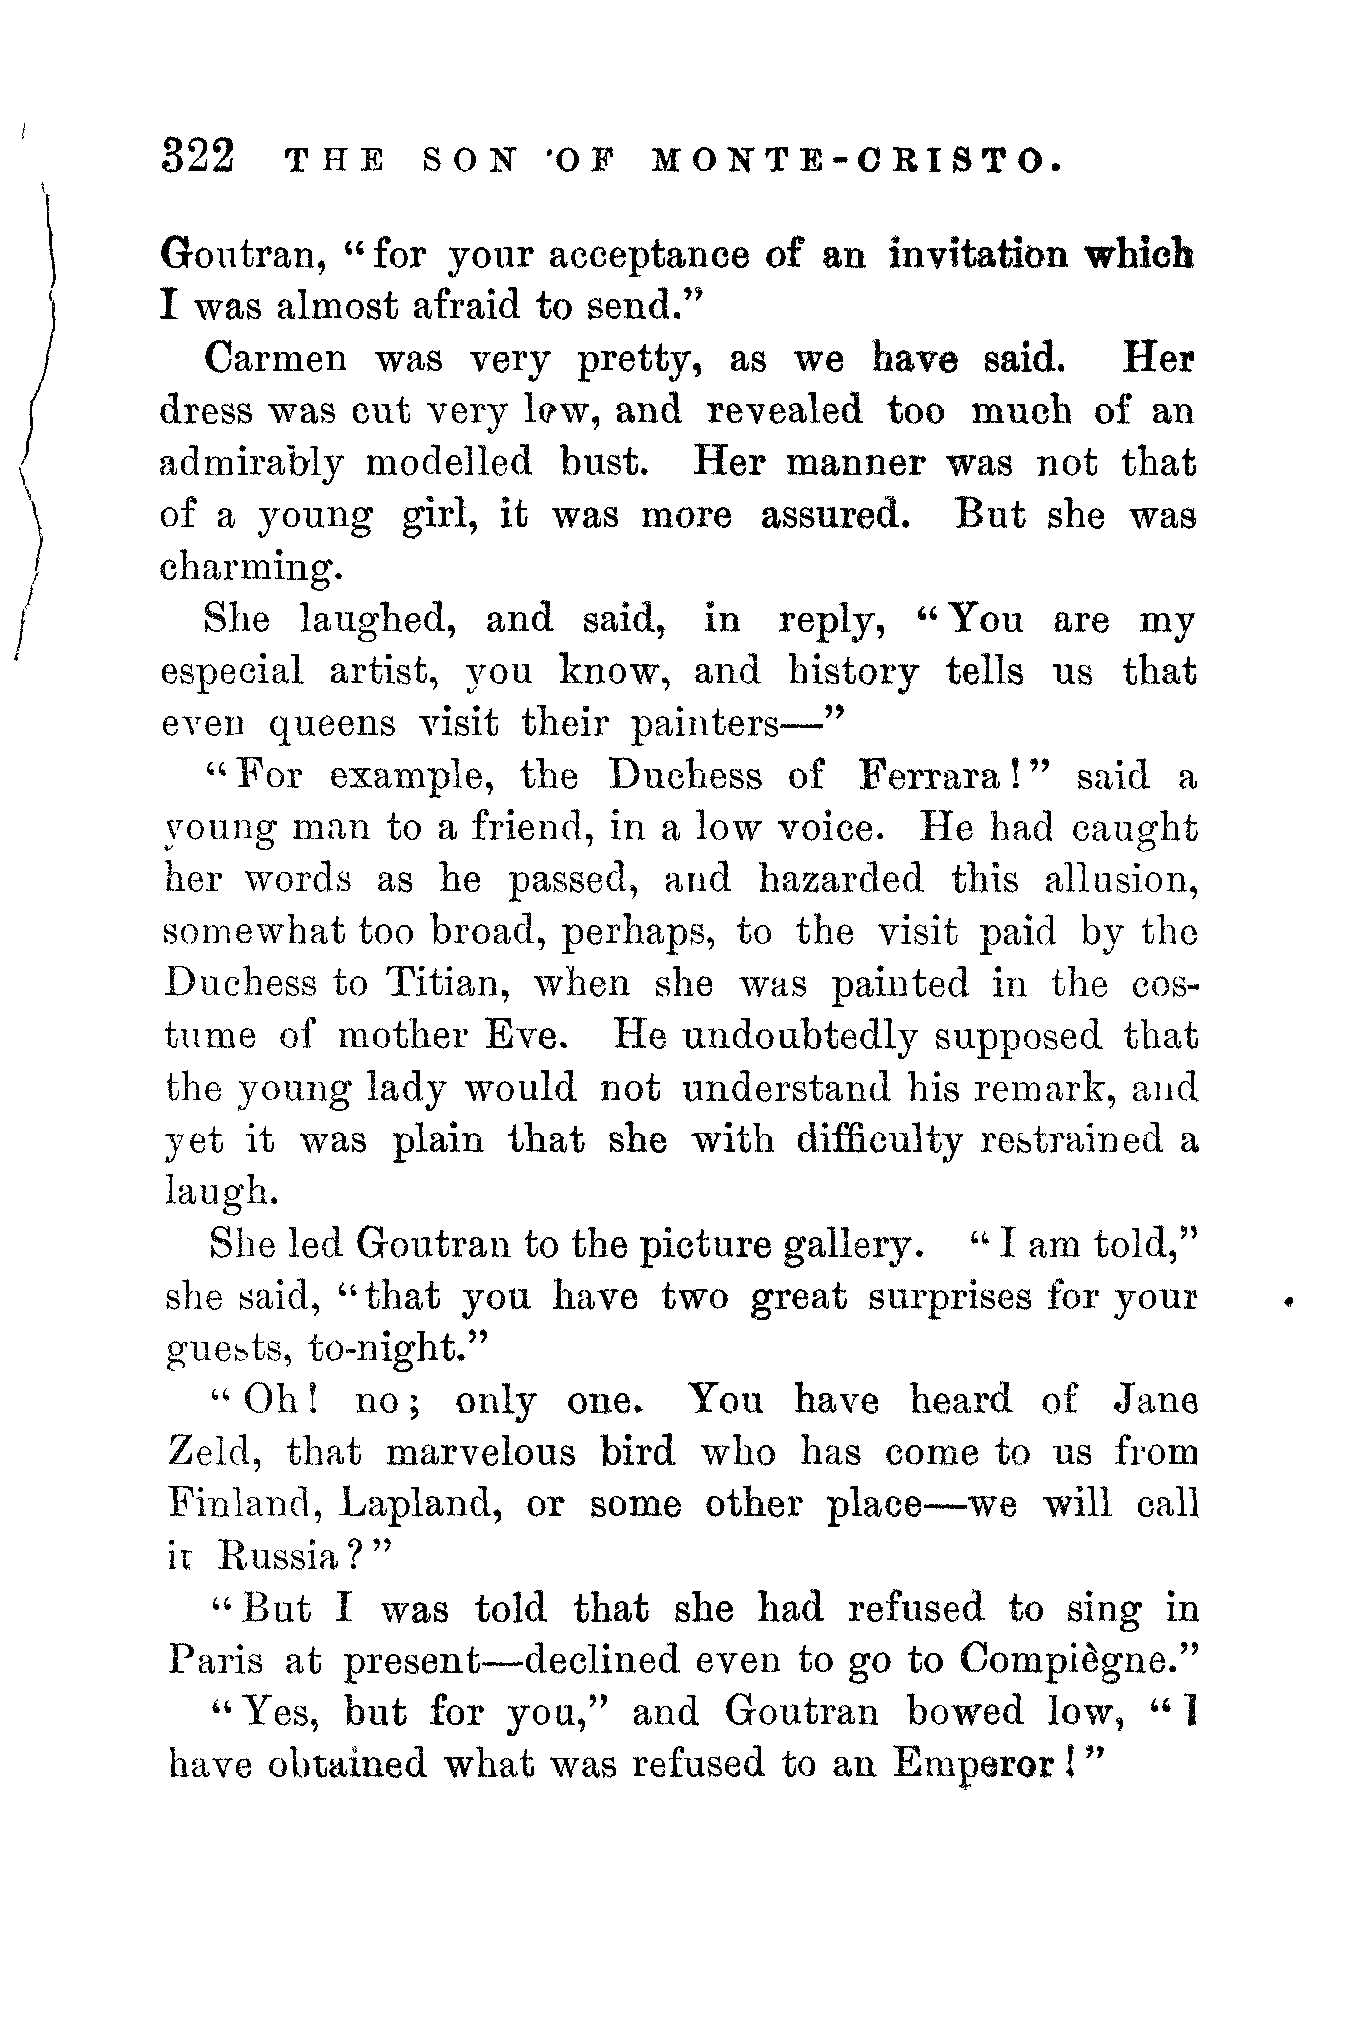 322 THE SON OF MONTE-CRISTO.
Goutran, "for your acceptance of an invitation which
I was almost afraid to send."
Carmen was very pretty, as we have said. Her
dress was cut very low, and revealed too much of an
admirably modelled bust. Her manner was not that
of a young girl, it was more assured. But she was
charming.
She laughed, and said, in reply, "You are my
especial artist, you know, and history tells us that
even queens visit their painters—"
"For example, the Duchess of Ferrara!" said a
young man to a friend, in a low voice. He had caught
her words as he passed, and hazarded this allusion,
somewhat too broad, perhaps, to the visit paid by the
Duchess to Titian, when she was painted in the cos-
tume of mother Eve. He undoubtedly supposed that
the young lady would not understand his remark, and
yet it was plain that she with difficulty restrained a
laugh.
She led Goutran to the picture gallery. "I am told,"
she said, "that you have two great surprises for your
guests, to-night."
"Oh! no; only one. You have heard of Jane
Zeld, that marvelous bird who has come to us from
Finland, Lapland, or some other place—we will call
it Russia?"
"But I was told that she had refused to sing in
Paris at present—declined even to go to Compiègne."
"Yes, but for you," and Goutran bowed low, "I
have obtained what was refused to an Emperor!"